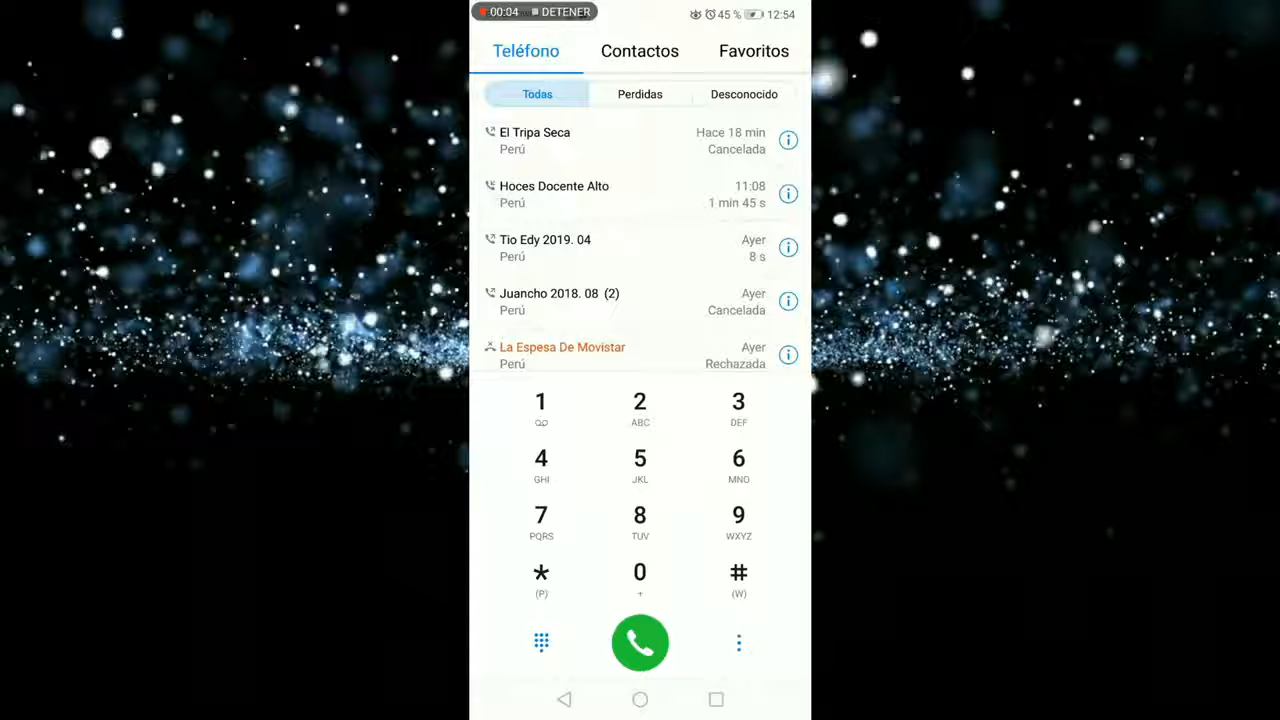 00:04 DETENER 45 % 12:54
Teléfono Contactos Favoritos
Todas Perdidas Desconocido
El Tripa Seca Hace 18 min
Perú Cancelada
Hoces Docente Alto 11:08
Perú 1 min 45 s
Tio Edy 2019. 04 Ayer
Perú 8 s
Juancho 2018. 08 (2) Ayer
Perú Cancelada
La Espesa De Movistar Ayer
Perú Rechazada
1 2 3
ABC DEF
4 5 6
GHI JKL MNO
7 8 9
PQRS TUV WXYZ
* 0 #
(P) + (W)